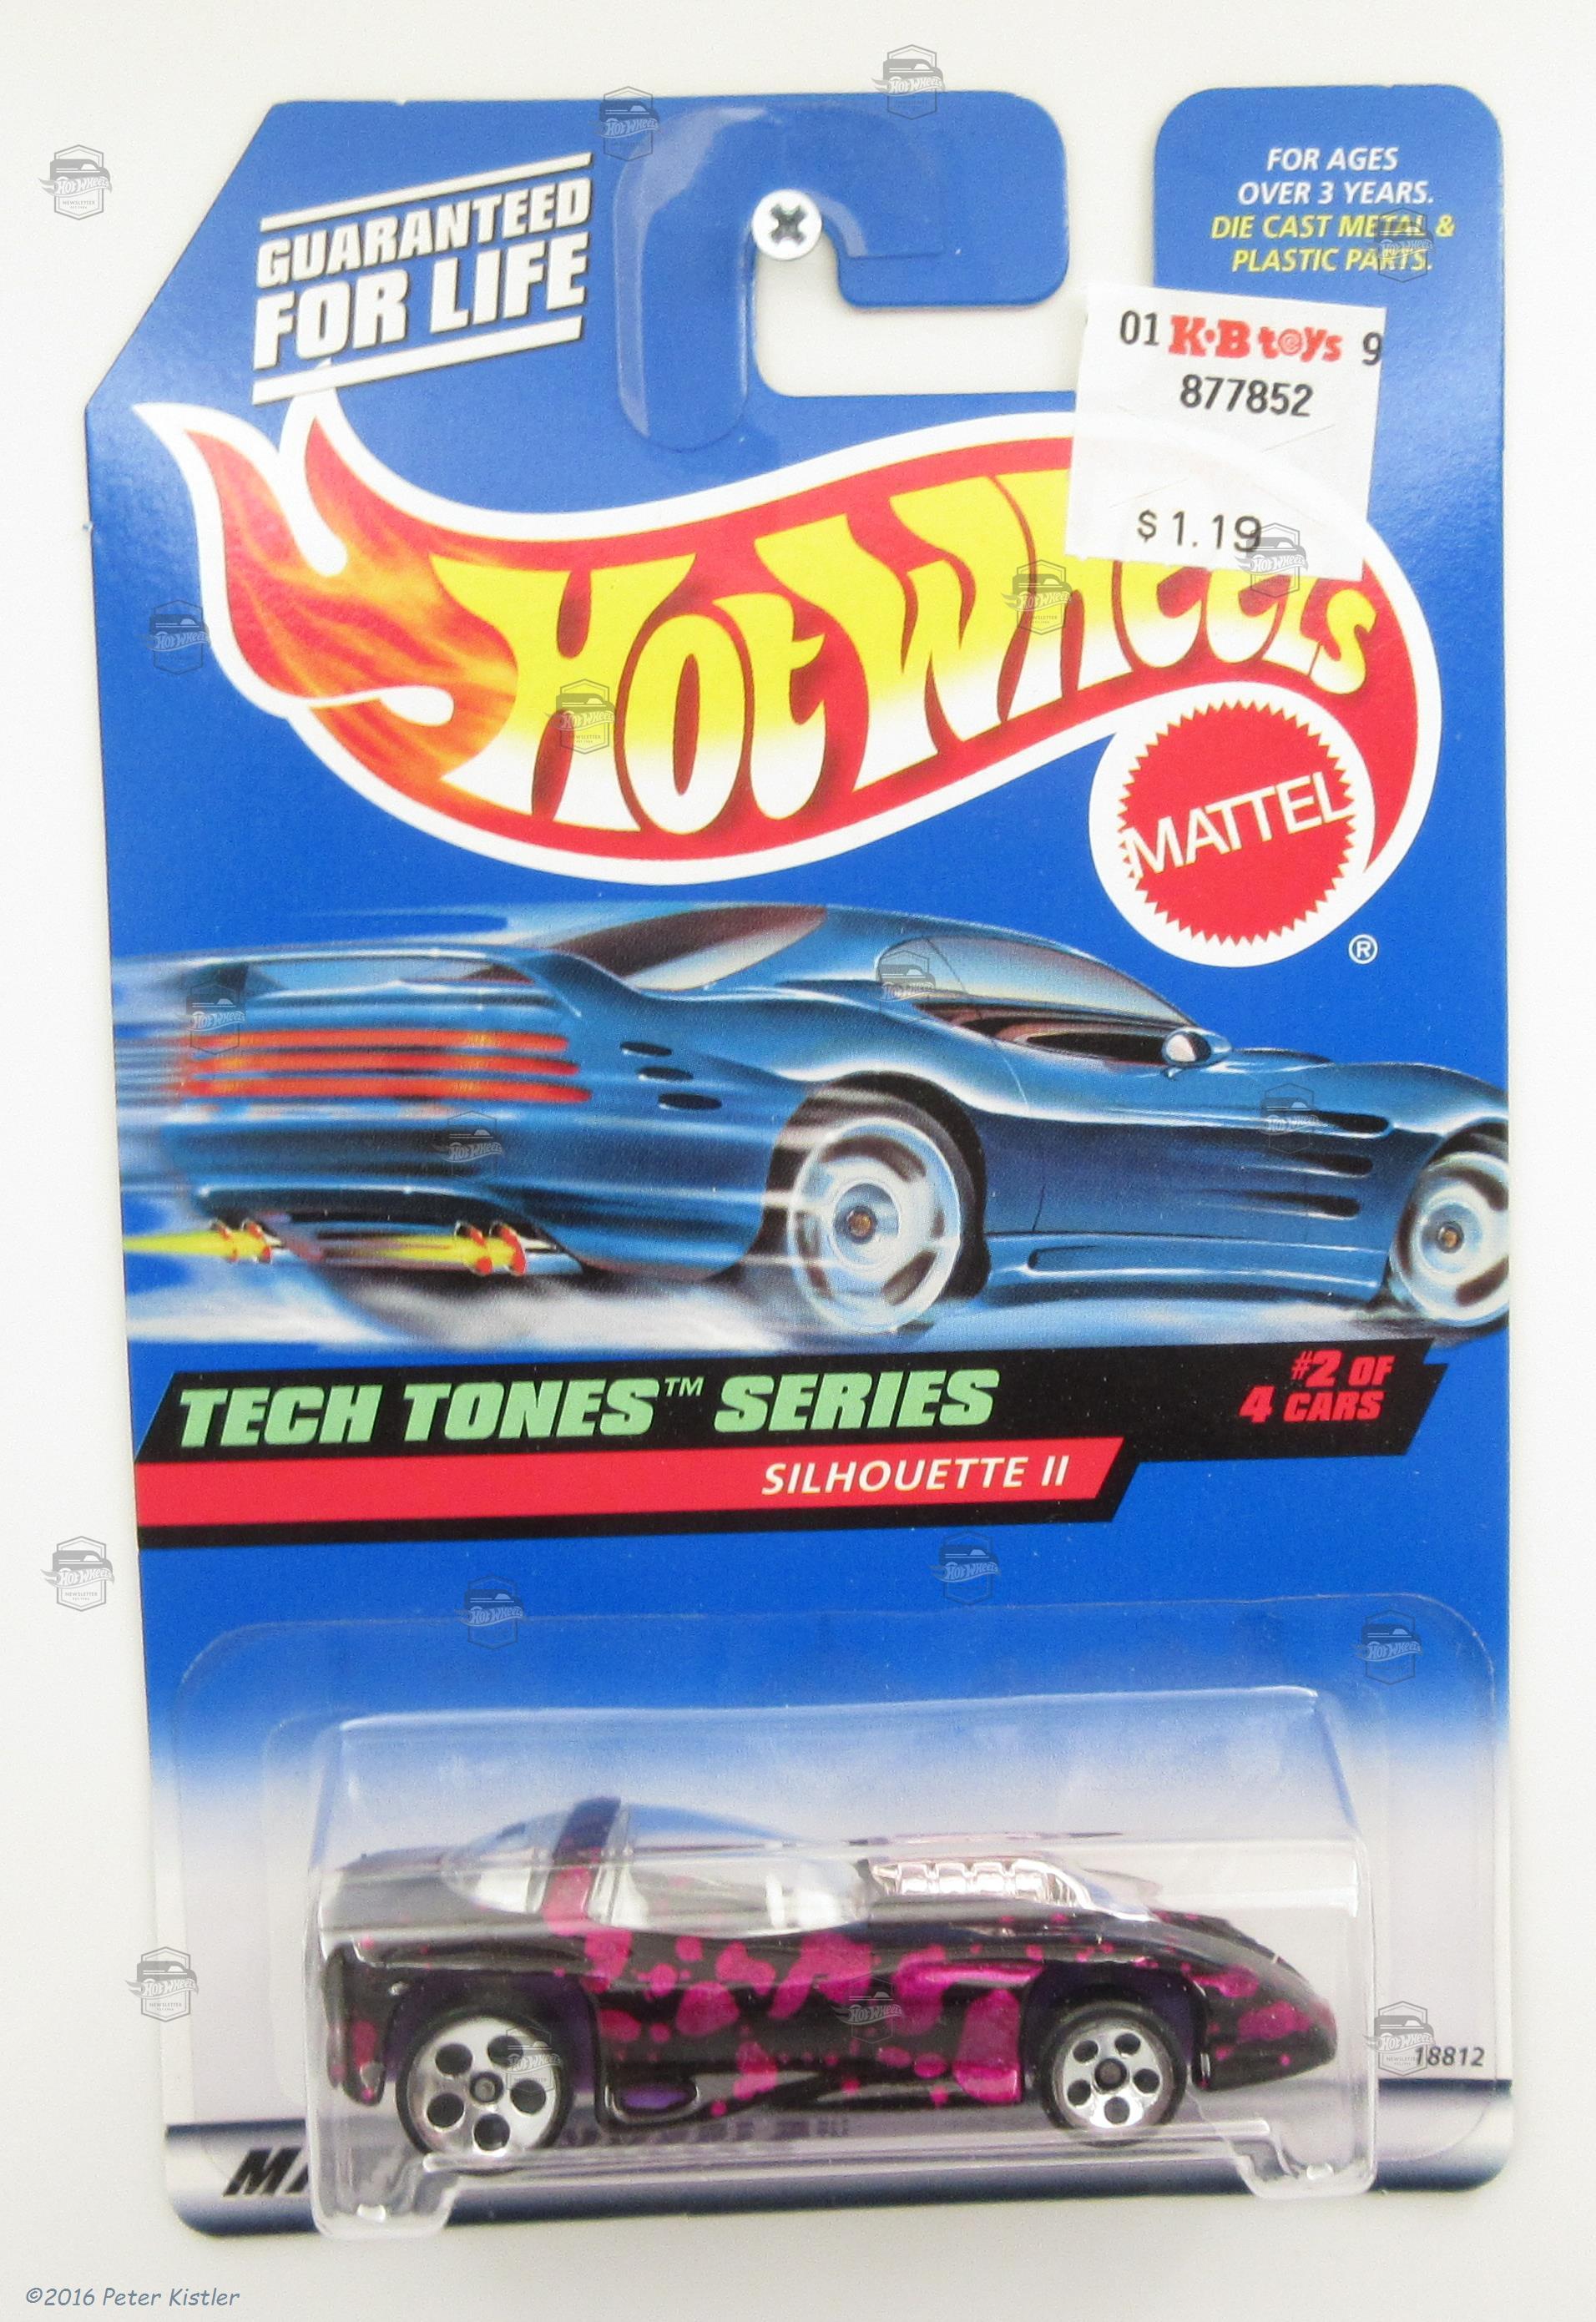 GUARANTEED
FOR LIFE
FOR AGES
OVER 3 YEARS.
DIE CAST METAL &
PLASTIC PARTS.
01 K·B toys 9
877852
$1.19
HOT WHEELS
MATTEL
®
TECH TONES™ SERIES
#2 OF
4 CARS
SILHOUETTE II
18812
©2016 Peter Kistler